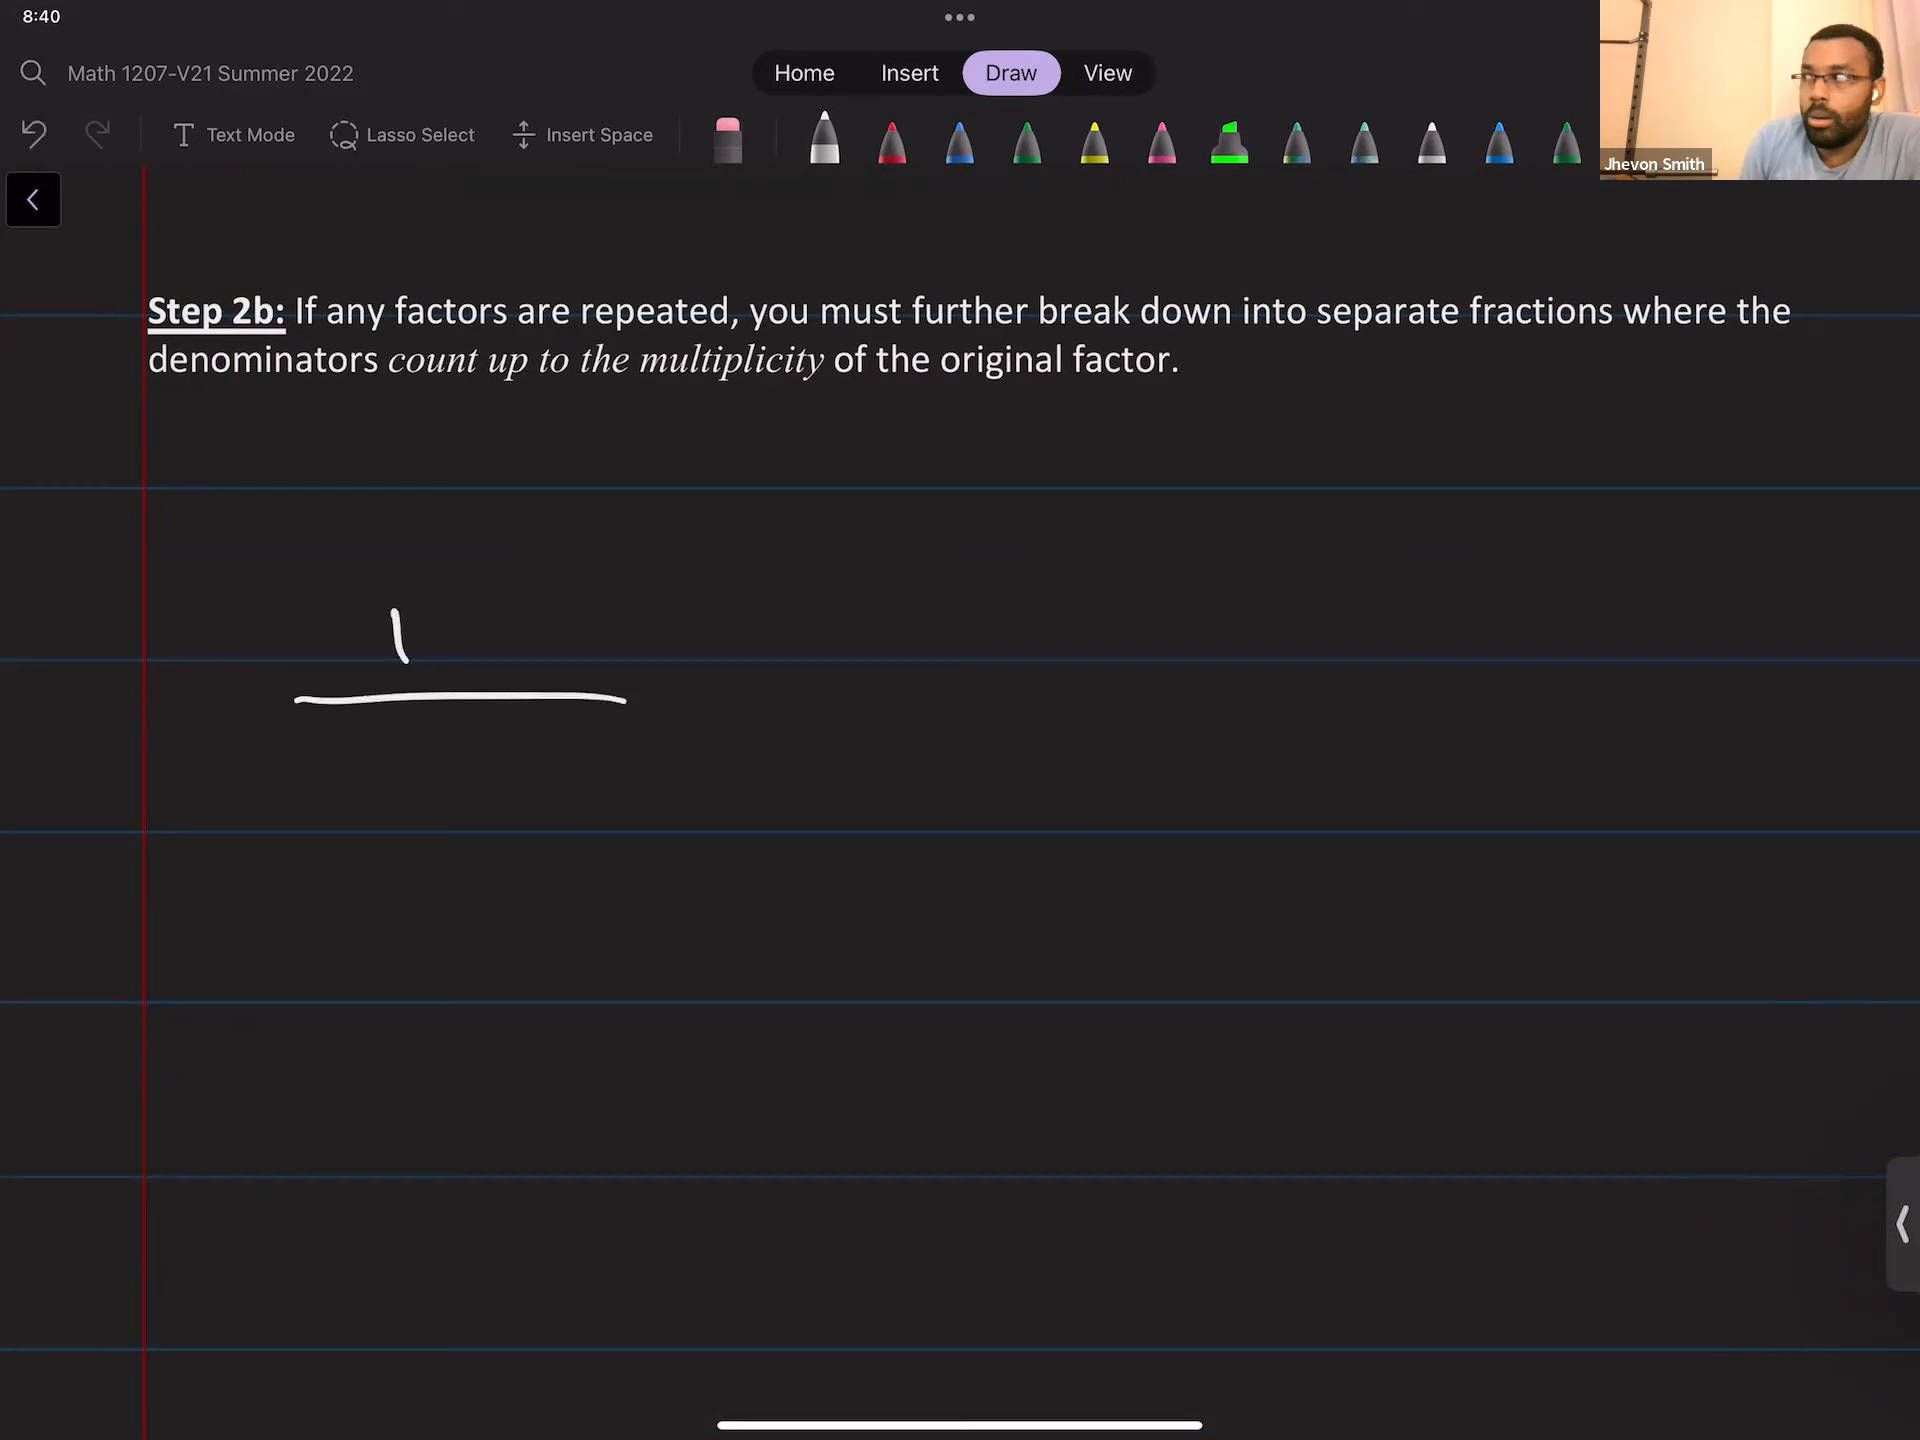 8:40
Math 1207-V21 Summer 2022
Home Insert Draw View
Text Mode Lasso Select Insert Space
Jhevon Smith
Step 2b: If any factors are repeated, you must further break down into separate fractions where the
denominators count up to the multiplicity of the original factor.
1